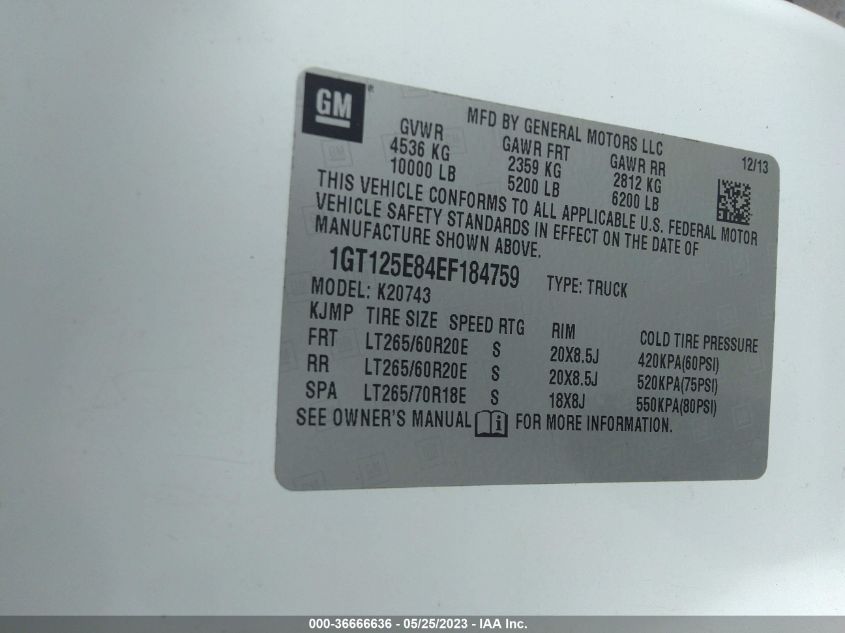 GM ®
MFD BY GENERAL MOTORS LLC
GVWR GAWR FRT GAWR RR 12/13
4536 KG 2359 KG 2812 KG
10000 LB 5200 LB 6200 LB
THIS VEHICLE CONFORMS TO ALL APPLICABLE U.S. FEDERAL MOTOR
VEHICLE SAFETY STANDARDS IN EFFECT ON THE DATE OF
MANUFACTURE SHOWN ABOVE.
1GT125E84EF184759 TYPE: TRUCK
MODEL: K20743
KJMP TIRE SIZE SPEED RTG RIM COLD TIRE PRESSURE
FRT LT265/60R20E S 20X8.5J 420KPA(60PSI)
RR LT265/60R20E S 20X8.5J 520KPA(75PSI)
SPA LT265/70R18E S 18X8J 550KPA(80PSI)
SEE OWNER'S MANUAL i FOR MORE INFORMATION.
000-36666636 - 05/25/2023 - IAA Inc.